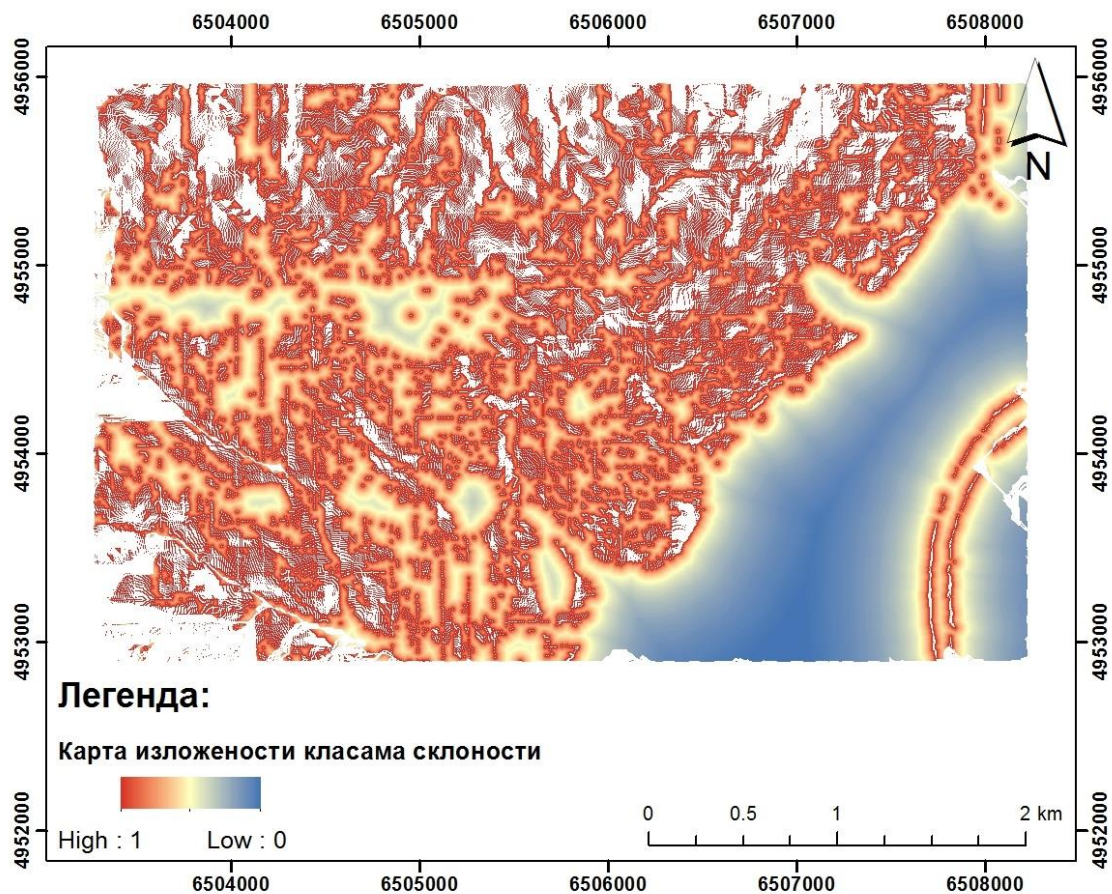 6504000 6505000 6506000 6507000 6508000
4956000 4956000
N
4955000 4955000
4954000 4954000
4953000 4953000
Легенда:
Карта изложености класама склоности
0 0.5 1 2 km
High : 1 Low : 0
4952000 4952000
6504000 6505000 6506000 6507000 6508000